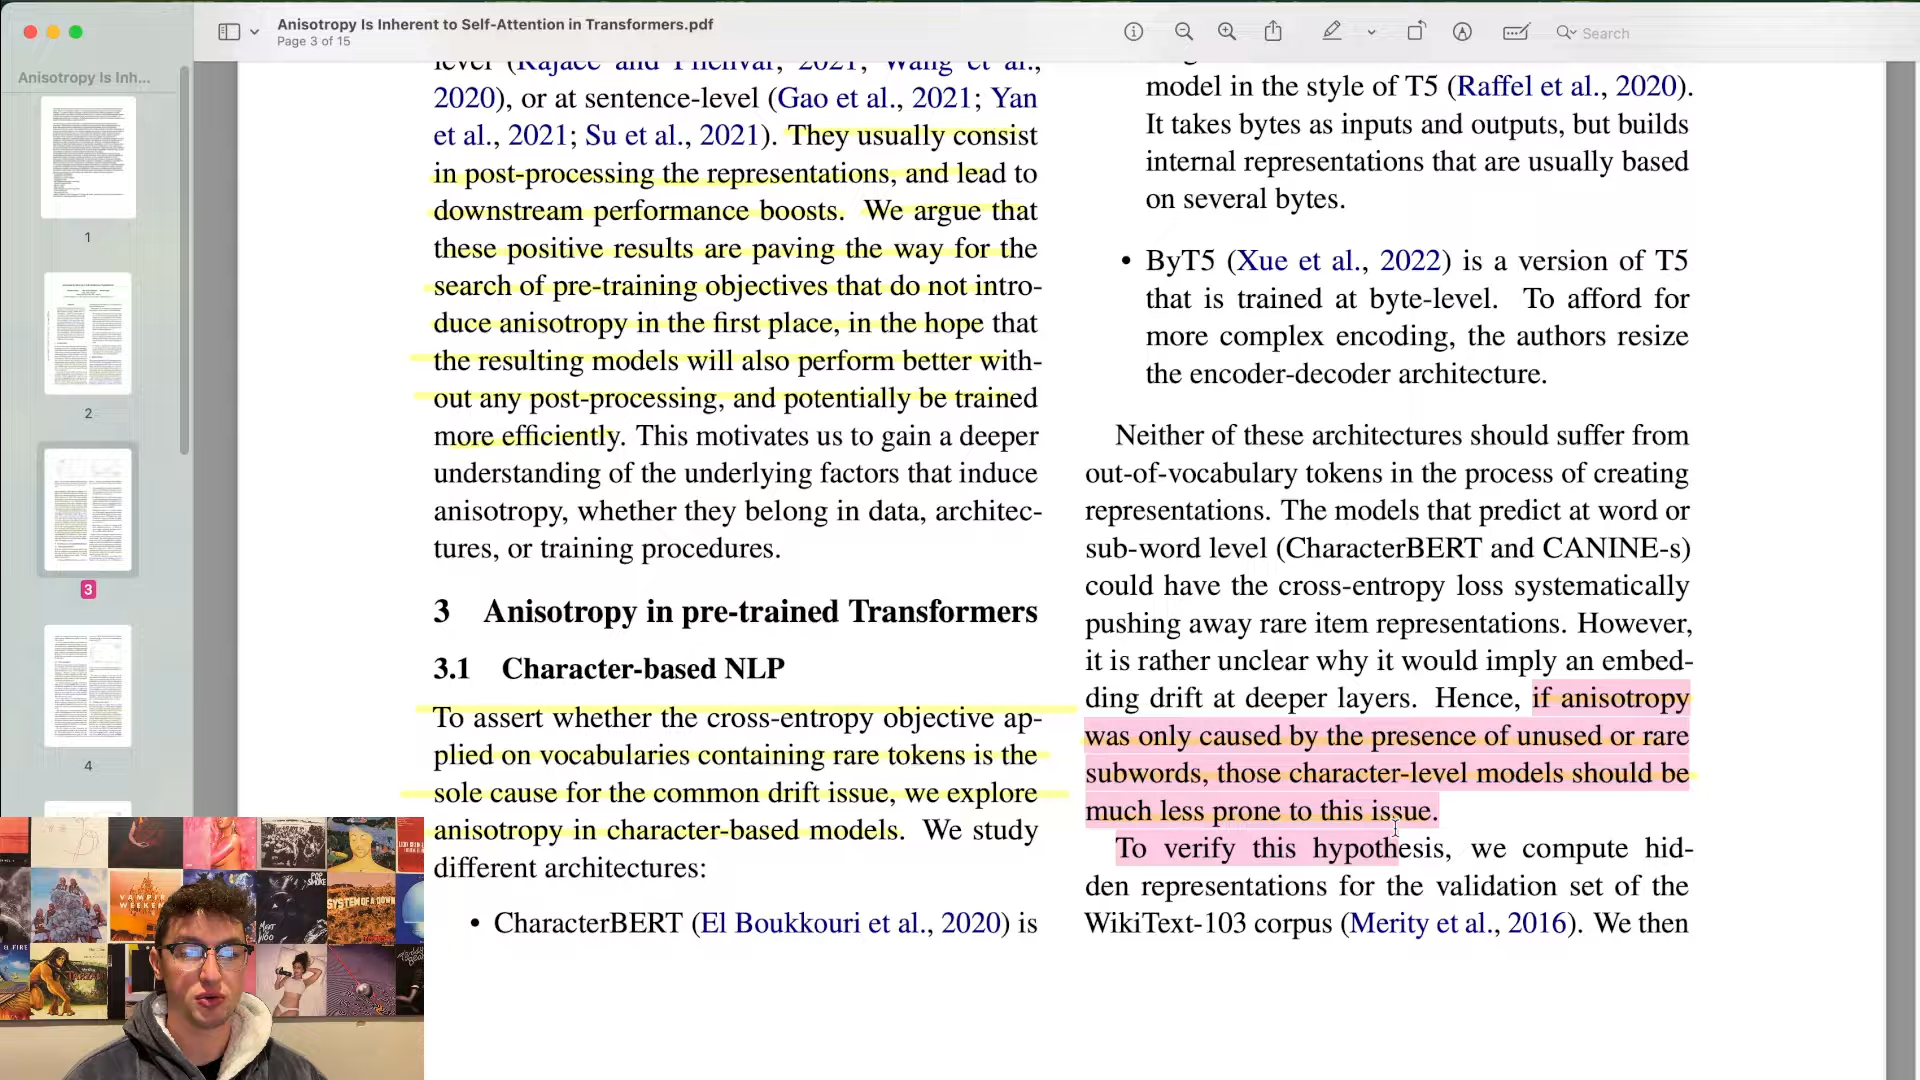 Anisotropy Is Inherent to Self-Attention in Transformers.pdf
Page 3 of 15
Search
Anisotropy Is Inh...
1
2
3
4
2020), or at sentence-level (Gao et al., 2021; Yan
et al., 2021; Su et al., 2021). They usually consist
in post-processing the representations, and lead to
downstream performance boosts. We argue that
these positive results are paving the way for the
search of pre-training objectives that do not intro-
duce anisotropy in the first place, in the hope that
the resulting models will also perform better with-
out any post-processing, and potentially be trained
more efficiently. This motivates us to gain a deeper
understanding of the underlying factors that induce
anisotropy, whether they belong in data, architec-
tures, or training procedures.
3 Anisotropy in pre-trained Transformers
3.1 Character-based NLP
To assert whether the cross-entropy objective ap-
plied on vocabularies containing rare tokens is the
sole cause for the common drift issue, we explore
anisotropy in character-based models. We study
different architectures:
• CharacterBERT (El Boukkouri et al., 2020) is
model in the style of T5 (Raffel et al., 2020).
It takes bytes as inputs and outputs, but builds
internal representations that are usually based
on several bytes.
• ByT5 (Xue et al., 2022) is a version of T5
that is trained at byte-level. To afford for
more complex encoding, the authors resize
the encoder-decoder architecture.
Neither of these architectures should suffer from
out-of-vocabulary tokens in the process of creating
representations. The models that predict at word or
sub-word level (CharacterBERT and CANINE-s)
could have the cross-entropy loss systematically
pushing away rare item representations. However,
it is rather unclear why it would imply an embed-
ding drift at deeper layers. Hence, if anisotropy
was only caused by the presence of unused or rare
subwords, those character-level models should be
much less prone to this issue.
To verify this hypothesis, we compute hid-
den representations for the validation set of the
WikiText-103 corpus (Merity et al., 2016). We then
VAMPIRE
WEEKEND
POP
SMOKE
SYSTEM OF A DOWN